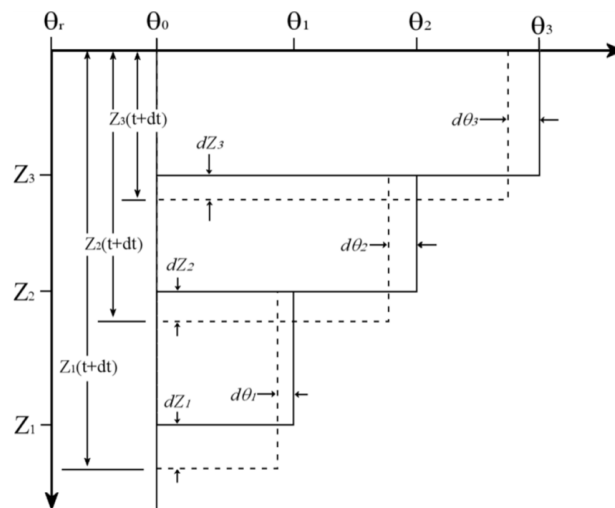 θr θ0 θ1 θ2 θ3
Z3(t+dt)
dθ3
dZ3
Z3
Z2(t+dt)
dθ2
dZ2
Z2
Z1(t+dt)
dZ1
dθ1
Z1